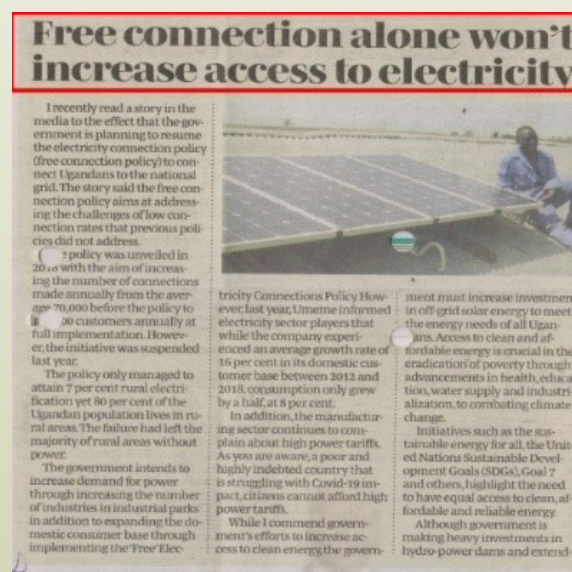 Free connection alone won't
increase access to electricity
I recently read a story in the
media to the effect that the gov-
ernment is planning to resume
the electricity connection policy
(free connection policy) to con-
nect Ugandans to the national
grid. The story said the free con-
nection policy aims at address-
ing the challenges of low con-
nection rates that previous poli-
cies did not address.
policy was unveiled in
with the aim of increas-
ing the number of connections
made annually from the aver-
age 70,000 before the policy to
customers annually at
full implementation. Howev-
er, the initiative was suspended
last year.
The policy only managed to
attain 7 per cent rural electri-
fication yet 80 per cent of the
Ugandan population lives in ru-
ral areas. The failure had left the
majority of rural areas without
power.
The government intends to
increase demand for power
through increasing the number
of industries in industrial parks
in addition to expanding the do-
mestic consumer base through
implementing the 'Free' Elec-
tricity Connections Policy. How-
ever, last year, Umeme informed
electricity sector players that
while the company experi-
enced an average growth rate of
16 per cent in its domestic cus-
tomer base between 2012 and
2018, consumption only grew
by a half, at 8 per cent.
In addition, the manufactur-
ing sector continues to com-
plain about high power tariffs.
As you are aware, a poor and
highly indebted country that
is struggling with Covid-19 im-
pact, citizens cannot afford high
power tariffs.
While I commend govern-
ment's efforts to increase ac-
cess to clean energy, the govern-
ment must increase investmen
in off-grid solar energy to meet
the energy needs of all Ugan-
ans. Access to clean and af-
fordable energy is crucial in the
eradication of poverty through
advancements in health, educa
tion, water supply and industri-
alization, to combating climate
change.
Initiatives such as the sus-
tainable energy for all, the Unit-
ed Nations Sustainable Devel-
opment Goals (SDGs), Goal 7
and others, highlight the need
to have equal access to clean, af-
fordable and reliable energy.
Although government is
making heavy investments in
hydro-power dams and extend-